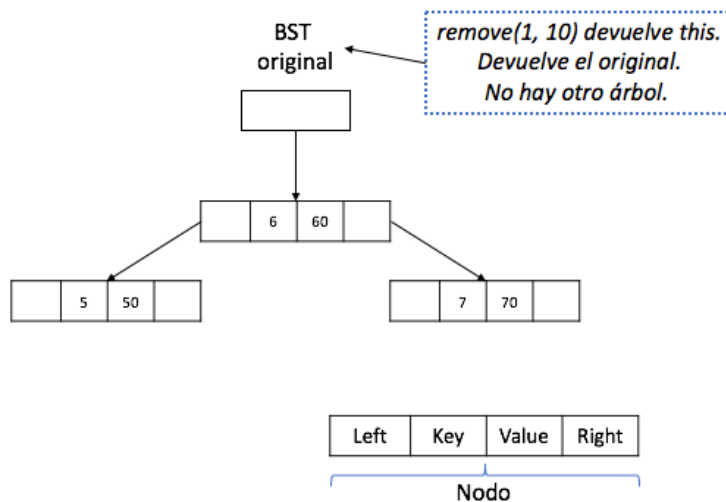 BST
original
remove(1, 10) devuelve this.
Devuelve el original.
No hay otro árbol.
6 60
5 50
7 70
Left Key Value Right
Nodo